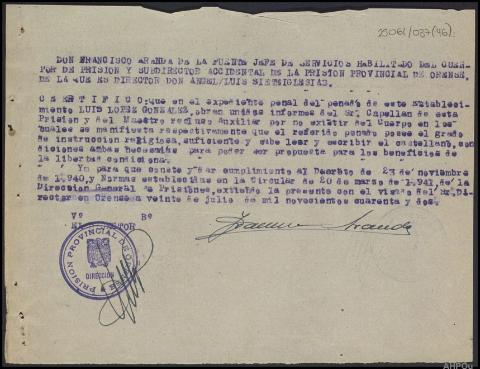 25061/037(46)
DON FRANCISCO ARANDA DE LA FUENTE JEFE DE SERVICIOS HABILITADO DEL CUER-
PO DE PRISION Y SUBDIRECTOR ACCIDENTAL DE LA PRISION PROVINCIAL DE ORENSE,
DE LA QUE ES DIRECTOR DON ANGEL/LUIS SIETEIGLESIAS.
CERTIFICO: que en el expediente penal del penado de este Estableci-
miento LUIS LOPEZ GONZALEZ, obran unidos informes del Sr. Capellan de esta
Prision y del Maestro recluso Auxiliar por no existir del Cuerpo en los
cuales se manifiesta respectivamente que el referido penado posee el grado
de instruccion religiosa, suficiente y sabe leer y escribir el castellano, con
diciones ambas necesarias para poder ser propuesto para los beneficios de
la libertad condicional.
Y para que conste y dar cumplimiento al Decreto de 23 de noviembre
de 1.940, y Normas establecidas en la Circular de 20 de marzo de 1.941, de la
Direccion General de Prisiones, extiendo la presente con el visado del Sr. Di-
rector en Orense a veinte de julio de mil novecientos cuarenta y dos.
Vº Bº
EL DIRECTOR
Francisco Aranda
PRISION PROVINCIAL DE ORENSE
DIRECCIÓN
AHPOu